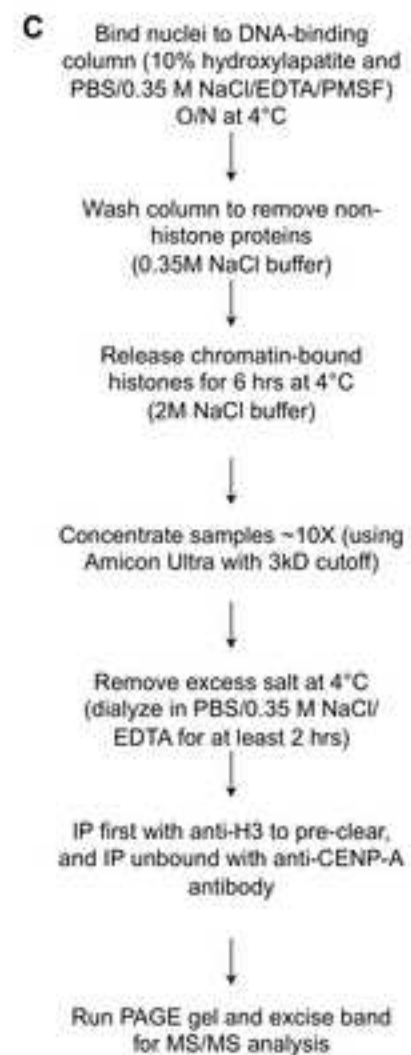 C
Bind nuclei to DNA-binding
column (10% hydroxylapatite and
PBS/0.35 M NaCl/EDTA/PMSF)
O/N at 4°C
Wash column to remove non-
histone proteins
(0.35M NaCl buffer)
Release chromatin-bound
histones for 6 hrs at 4°C
(2M NaCl buffer)
Concentrate samples ~10X (using
Amicon Ultra with 3kD cutoff)
Remove excess salt at 4°C
(dialyze in PBS/0.35 M NaCl/
EDTA for at least 2 hrs)
IP first with anti-H3 to pre-clear,
and IP unbound with anti-CENP-A
antibody
Run PAGE gel and excise band
for MS/MS analysis